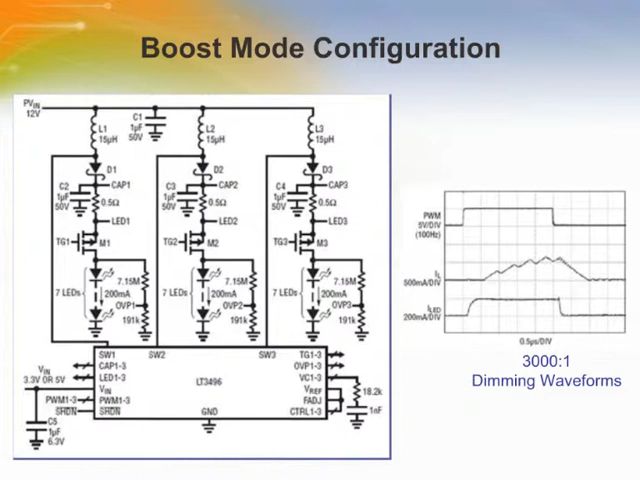 Boost Mode Configuration
PVIN
12V
C1
1µF
50V
L1
15µH
L2
15µH
L3
15µH
D1
D2
D3
C2
1µF
50V
CAP1
C3
1µF
50V
CAP2
C4
1µF
50V
CAP3
0.5Ω
0.5Ω
0.5Ω
LED1
LED2
LED3
TG1
M1
TG2
M2
TG3
M3
7 LEDs
200mA
7.15M
OVP1
191k
7 LEDs
200mA
7.15M
OVP2
191k
7 LEDs
200mA
7.15M
OVP3
191k
SW1 SW2 SW3 TG1-3
CAP1-3 OVP1-3
LED1-3 VC1-3
LT3496
VIN VREF
PWM1-3 PWM1-3 FADJ
SHDN SHDN GND CTRL1-3
VIN
3.3V OR 5V
C5
1µF
6.3V
18.2k
1nF
PWM
5V/DIV
(100Hz)
IL
500mA/DIV
ILED
200mA/DIV
0.5µs/DIV
3000:1
Dimming Waveforms